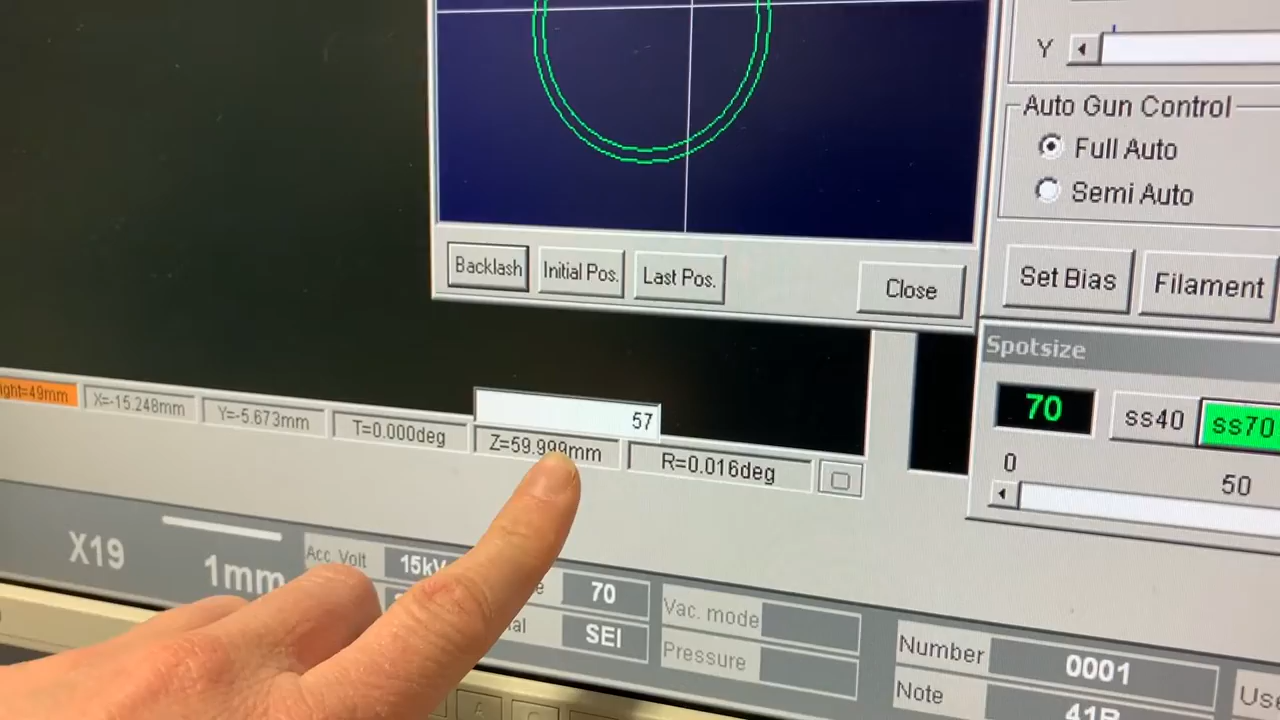 Y
Auto Gun Control
Full Auto
Semi Auto
Backlash
Initial Pos.
Last Pos.
Close
Set Bias
Filament
Spotsize
70
ss40
ss70
0
50
ght=49mm
X=-15.248mm
Y=-5.673mm
T=0.000deg
57
Z=59.999mm
R=0.016deg
X19
1mm
Acc. Volt
15kV
70
SEI
Vac. mode
Pressure
Number
0001
Note
41B